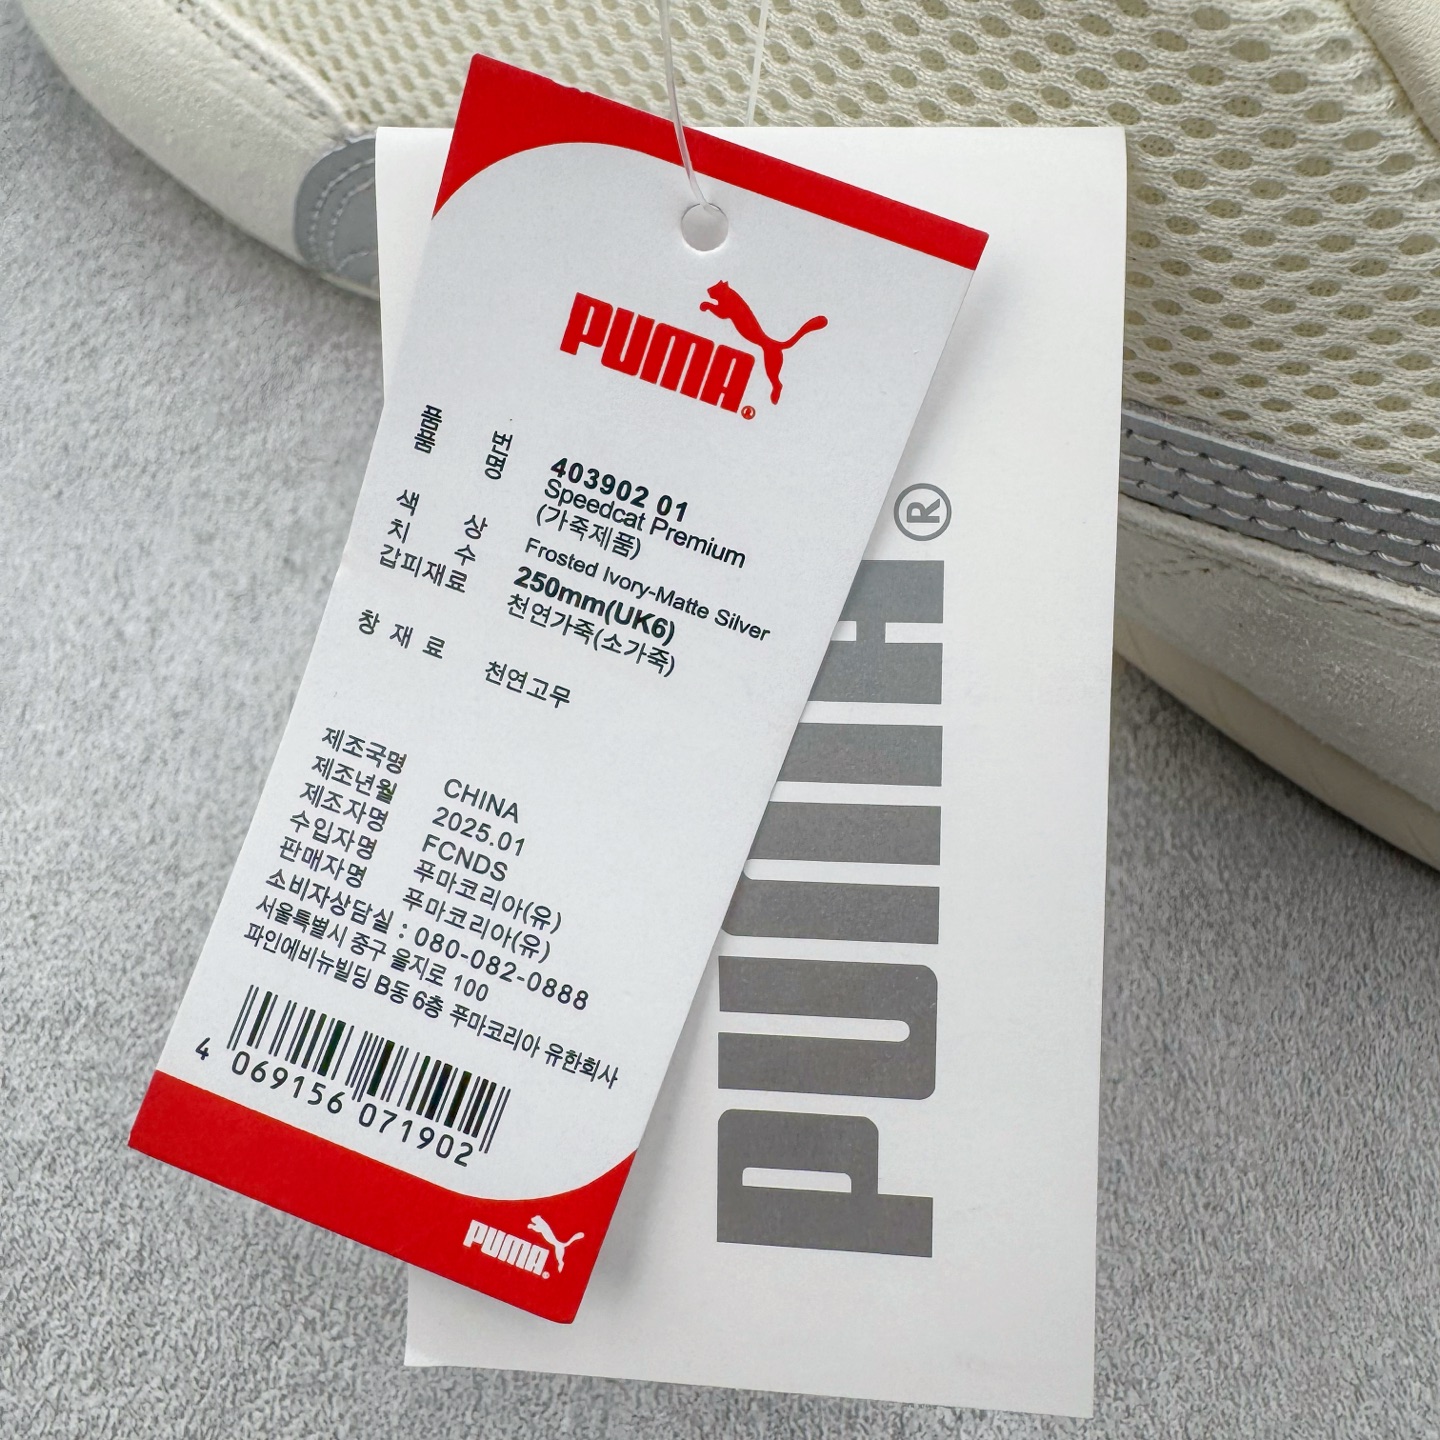 PUMA®
품 번 403902 01
품 명 Speedcat Premium
(가죽제품)
색 상 Frosted Ivory-Matte Silver
치 수 250mm(UK6)
갑피재료 천연가죽(소가죽)
창 재 료 천연고무
제조국명 CHINA
제조년월 2025.01
제조자명 FCNDS
수입자명 푸마코리아(유)
판매자명 푸마코리아(유)
소비자상담실 : 080-082-0888
서울특별시 중구 을지로 100
파인에비뉴빌딩 B동 6층 푸마코리아 유한회사
4 069156 071902
PUMA®
PUMA®